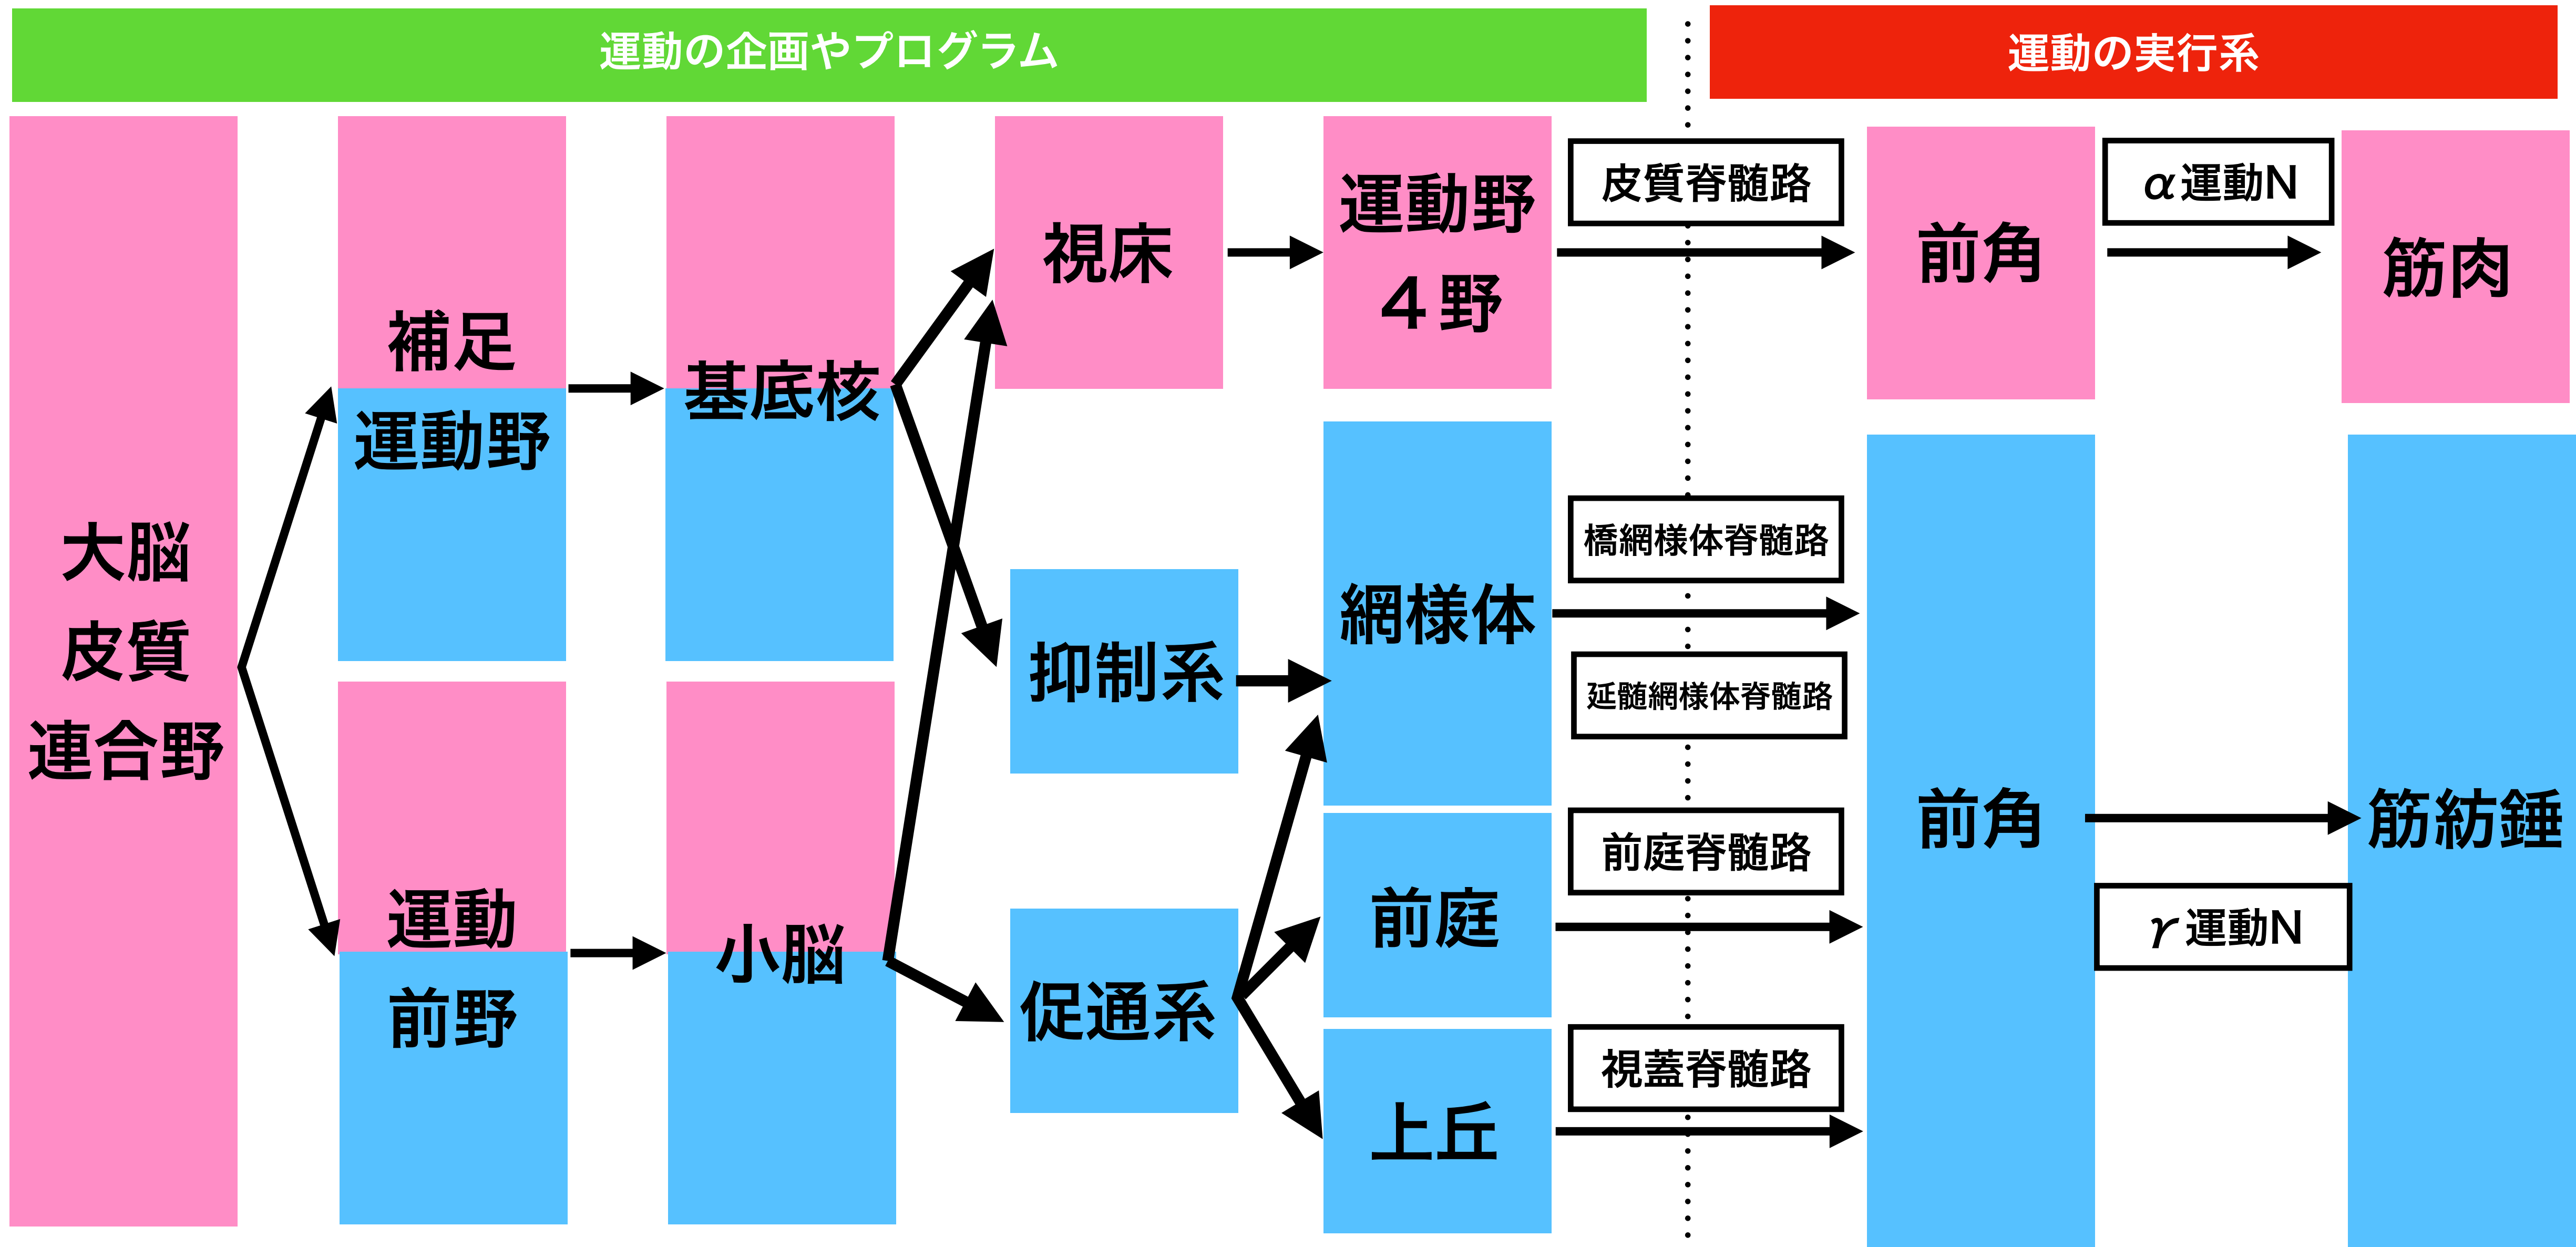 運動の企画やプログラム
運動の実行系
大脳
皮質
連合野
補足
運動野
運動
前野
基底核
小脳
視床
抑制系
促通系
運動野
４野
網様体
前庭
上丘
皮質脊髄路
橋網様体脊髄路
延髄網様体脊髄路
前庭脊髄路
視蓋脊髄路
前角
前角
α運動N
r運動N
筋肉
筋紡錘